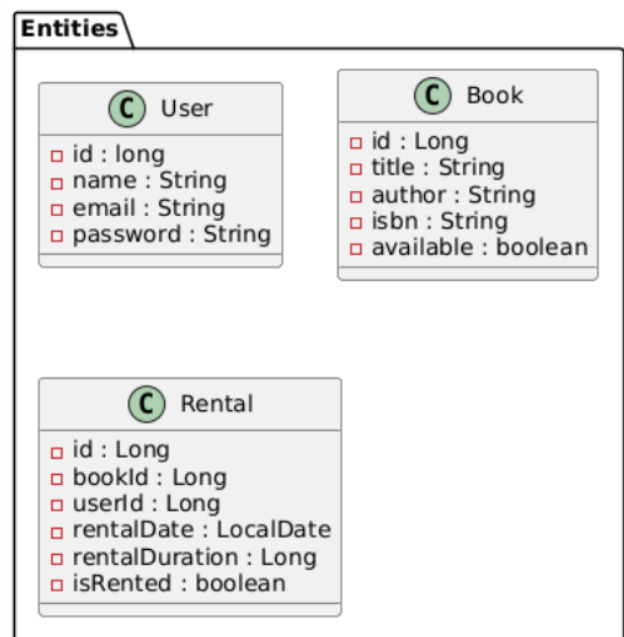 Entities
C User
id : long
name : String
email : String
password : String
C Book
id : Long
title : String
author : String
isbn : String
available : boolean
C Rental
id : Long
bookId : Long
userId : Long
rentalDate : LocalDate
rentalDuration : Long
isRented : boolean